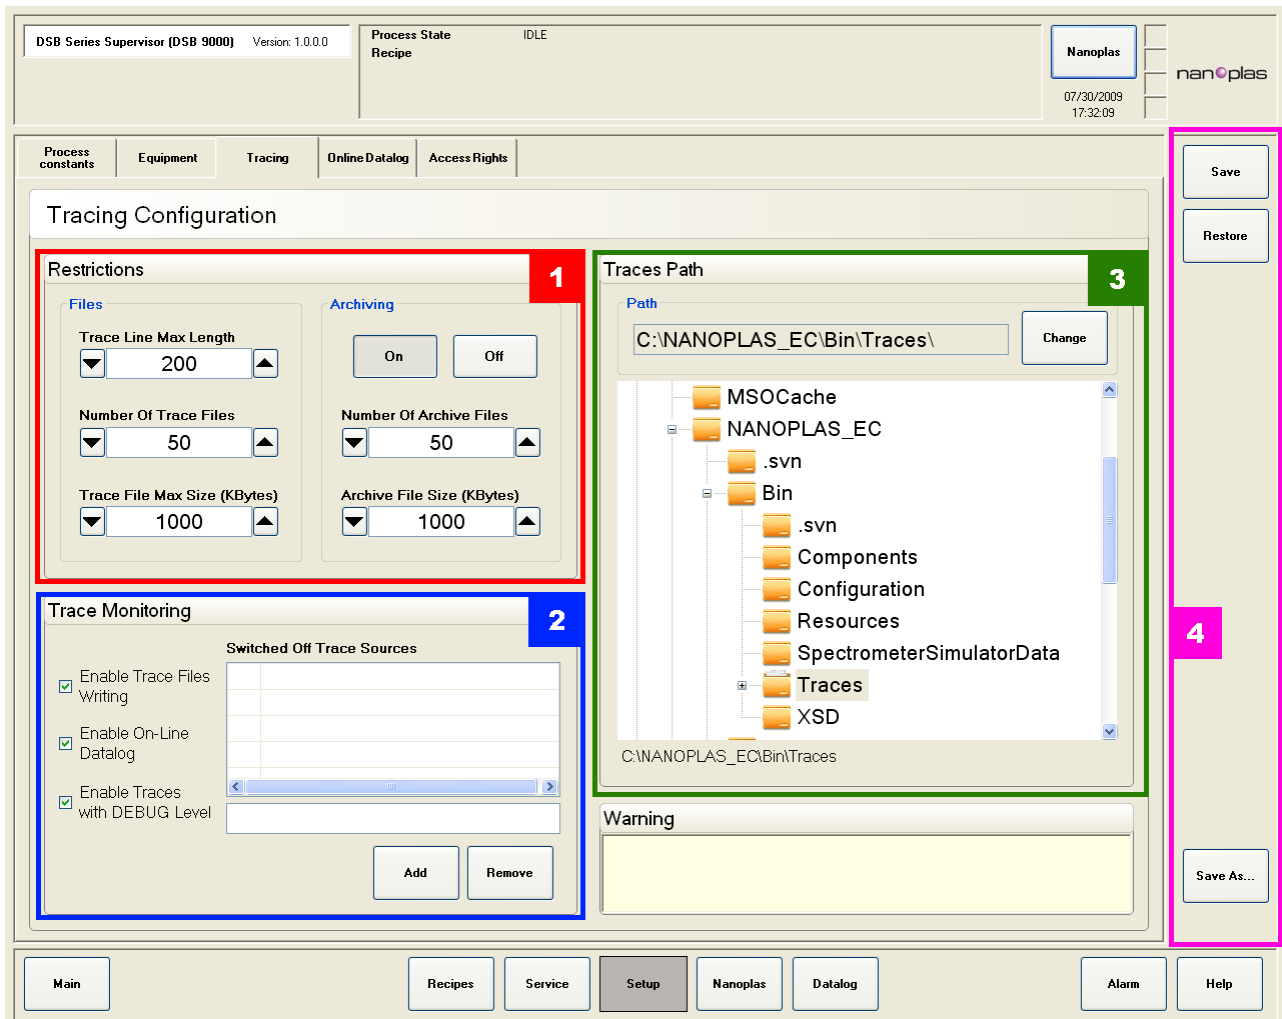 DSB Series Supervisor (DSB 9000) Version: 1.0.0.0
Process State IDLE
Recipe
Nanoplas
07/30/2009
17:32:09
nanoplas
Process constants
Equipment
Tracing
Online Datalog
Access Rights
Tracing Configuration
Restrictions
1
Files
Trace Line Max Length
200
Number Of Trace Files
50
Trace File Max Size (KBytes)
1000
Archiving
On
Off
Number Of Archive Files
50
Archive File Size (KBytes)
1000
Trace Monitoring
2
Switched Off Trace Sources
Enable Trace Files
Writing
Enable On-Line
Datalog
Enable Traces
with DEBUG Level
Add
Remove
Traces Path
3
Path
C:\NANOPLAS_EC\Bin\Traces\
Change
MSOCache
NANOPLAS_EC
.svn
Bin
.svn
Components
Configuration
Resources
SpectrometerSimulatorData
Traces
XSD
C:\NANOPLAS_EC\Bin\Traces
Warning
Save
Restore
4
Save As...
Main
Recipes
Service
Setup
Nanoplas
Datalog
Alarm
Help